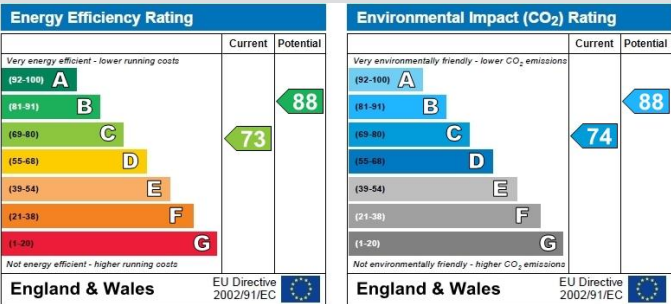 Energy Efficiency Rating
Current Potential
Very energy efficient - lower running costs
(92-100) A
(81-91) B
88
(69-80) C
73
(55-68) D
(39-54) E
(21-38) F
(1-20) G
Not energy efficient - higher running costs
England & Wales
EU Directive
2002/91/EC
Environmental Impact (CO₂) Rating
Current Potential
Very environmentally friendly - lower CO₂ emissions
(92-100) A
(81-91) B
88
(69-80) C
74
(55-68) D
(39-54) E
(21-38) F
(1-20) G
Not environmentally friendly - higher CO₂ emissions
England & Wales
EU Directive
2002/91/EC